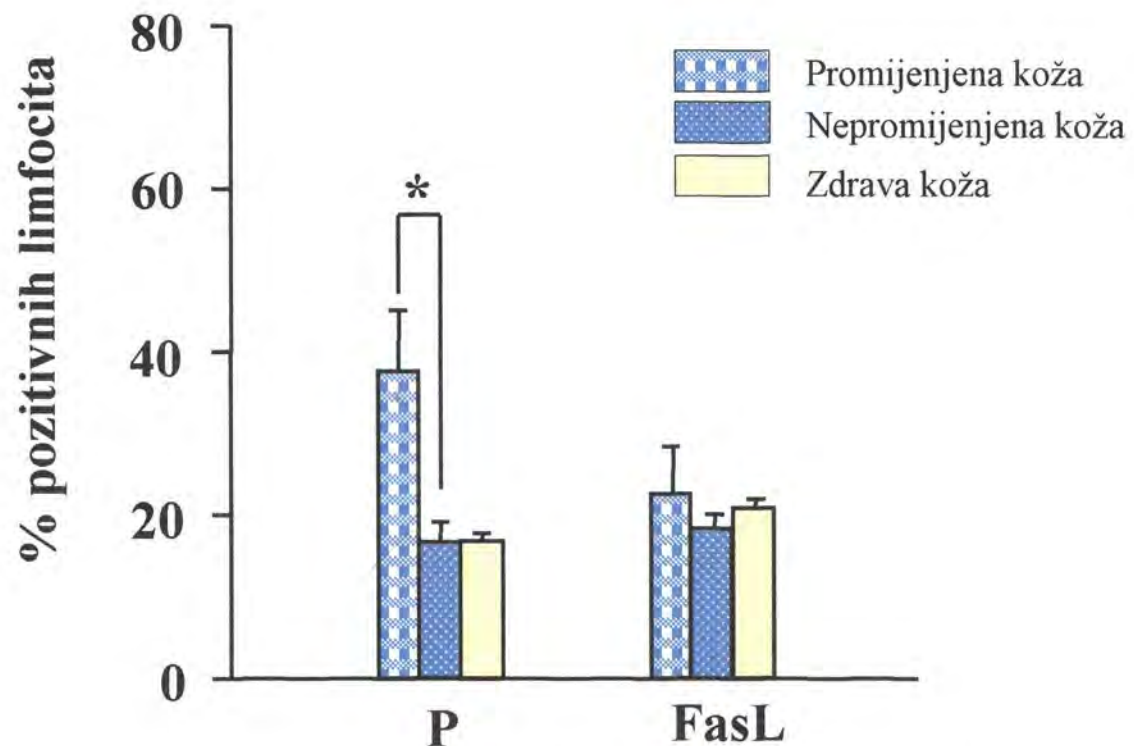 % pozitivnih limfocita
80
60
40
20
0
*
Promijenjena koža
Nepromijenjena koža
Zdrava koža
P
FasL